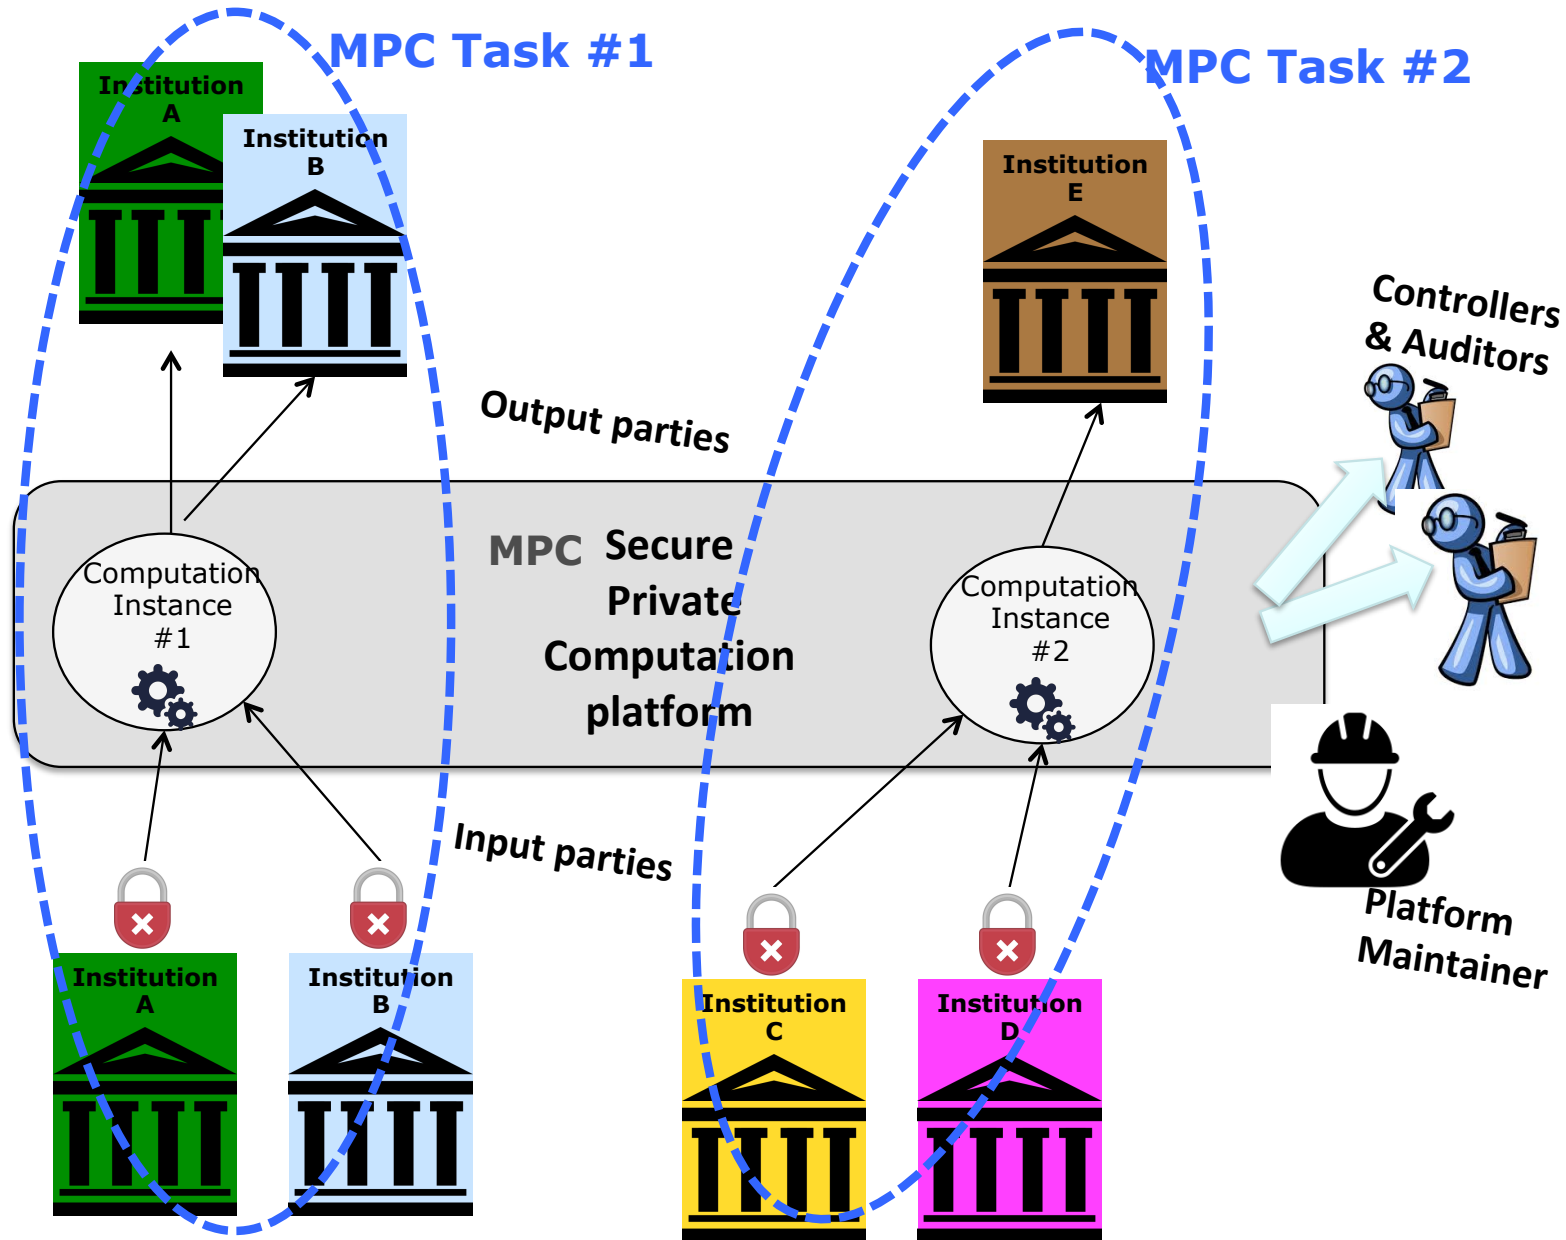 MPC Task #1
MPC Task #2
Institution
A
Institution
B
Institution
E
Controllers
& Auditors
Output parties
MPC
Secure
Private
Computation
platform
Computation
Instance
#1
Computation
Instance
#2
Input parties
Platform
Maintainer
Institution
A
Institution
B
Institution
C
Institution
D